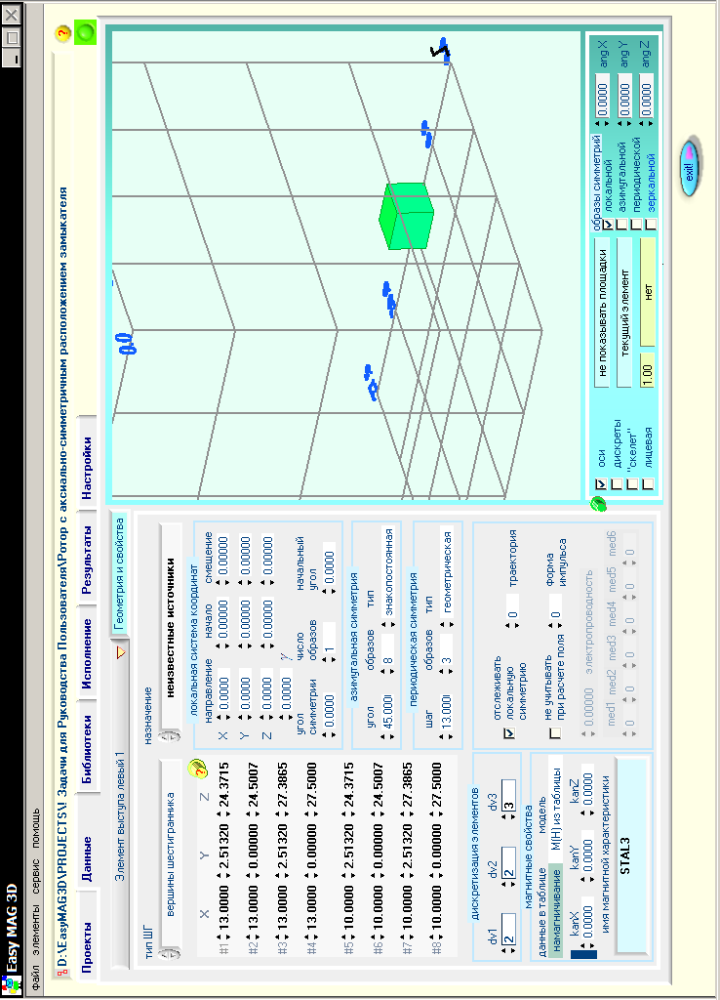 Easy MAG 3D
файл элементы сервис помощь
D:\EasyMAG3D\PROJECTS\! Задачи для Руководства Пользователя\Ротор с аксиально-симметричным расположением замыкателя
Проекты Данные Библиотеки Исполнение Результаты Настройки
Элемент выступа левый 1
Геометрия и свойства
тип ШГ
вершины шестигранника
назначение
неизвестные источники
X Y Z
#1 13.0000 2.51320 24.3715
#2 13.0000 0.00000 24.5007
#3 13.0000 2.51320 27.3865
#4 13.0000 0.00000 27.5000
#5 10.0000 2.51320 24.3715
#6 10.0000 0.00000 24.5007
#7 10.0000 2.51320 27.3865
#8 10.0000 0.00000 27.5000
локальная система координат
направление начало смещение
X 0.0000 0.00000 0.00000
Y 0.0000 0.00000 0.00000
Z 0.0000 0.00000 0.00000
0.0000 γ
угол симметрии
число образов
начальный угол
0.0000 1 0.0000
азимутальная симметрия
угол образов тип
45.000 8 знакопостоянная
периодическая симметрия
шаг образов тип
13.000 3 геометрическая
дискретизация элементов
dv1 dv2 dv3
2 2 3
магнитные свойства
данные в таблице модель
намагничивание М(Н) из таблицы
kanX kanY kanZ
0.0000 0.0000 0.0000
имя магнитной характеристики
STAL3
отслеживать локальную симметрию
0 траектория
не учитывать при расчете поля
0 форма импульса
0.00000 электропроводность
med1 med2 med3 med4 med5 med6
0 0 0 0 0 0
0.0
оси
дискреты
"скелет"
лицевая
не показывать площадки
текущий элемент
1.00 нет
образы симметрий
локальной
азимутальной
периодической
зеркальной
0.0000 ang X
0.0000 ang Y
0.0000 ang Z
exit!